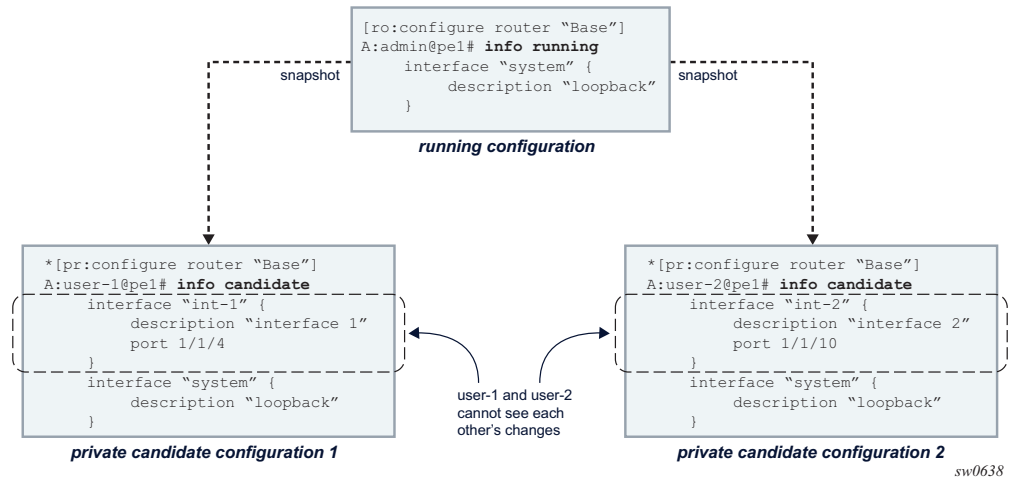 [ro:configure router “Base”]
A:admin@pe1# info running
interface “system” {
description “loopback”
}
snapshot
snapshot
running configuration
*[pr:configure router “Base”]
A:user-1@pe1# info candidate
interface “int-1” {
description “interface 1”
port 1/1/4
}
interface “system” {
description “loopback”
}
private candidate configuration 1
user-1 and user-2
cannot see each
other’s changes
*[pr:configure router “Base”]
A:user-2@pe1# info candidate
interface “int-2” {
description “interface 2”
port 1/1/10
}
interface “system” {
description “loopback”
}
private candidate configuration 2
sw0638